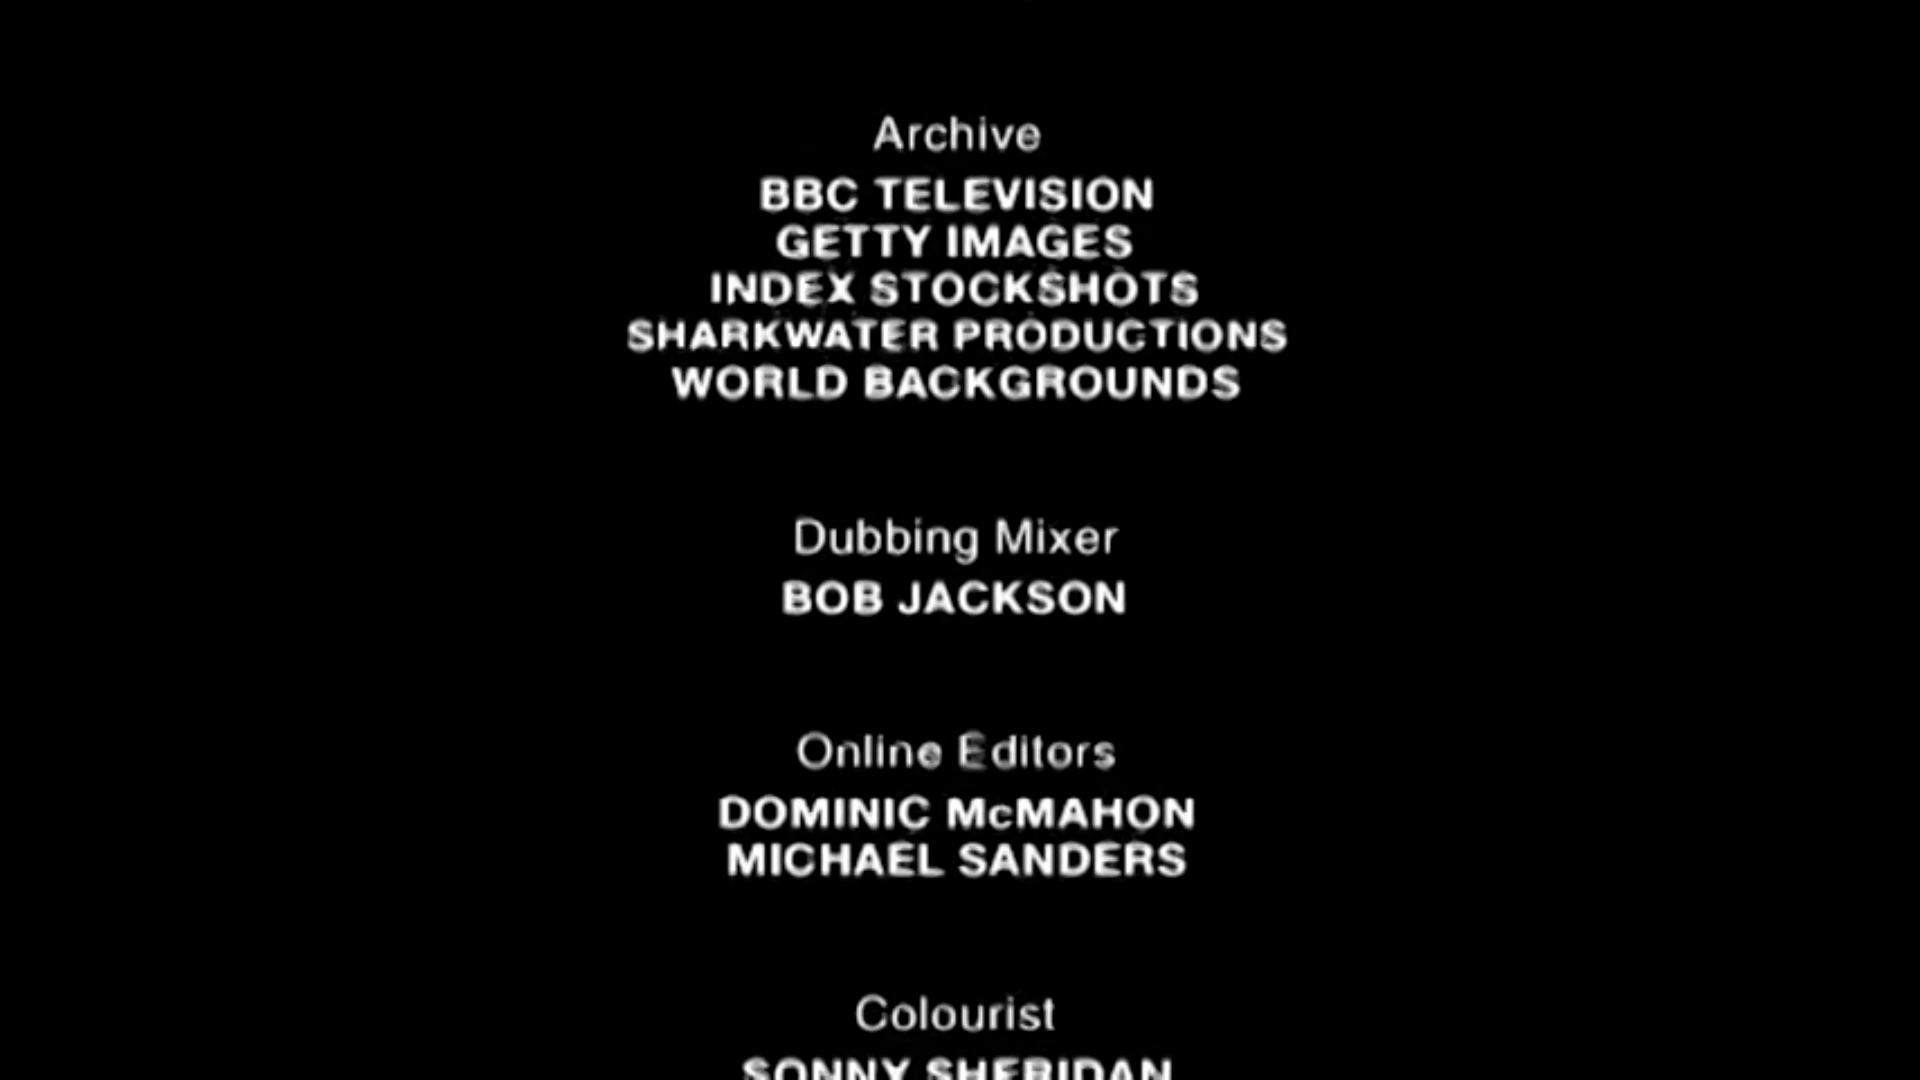 Archive
BBC TELEVISION
GETTY IMAGES
INDEX STOCKSHOTS
SHARKWATER PRODUCTIONS
WORLD BACKGROUNDS
Dubbing Mixer
BOB JACKSON
Online Editors
DOMINIC McMAHON
MICHAEL SANDERS
Colourist
SONNY SHERIDAN